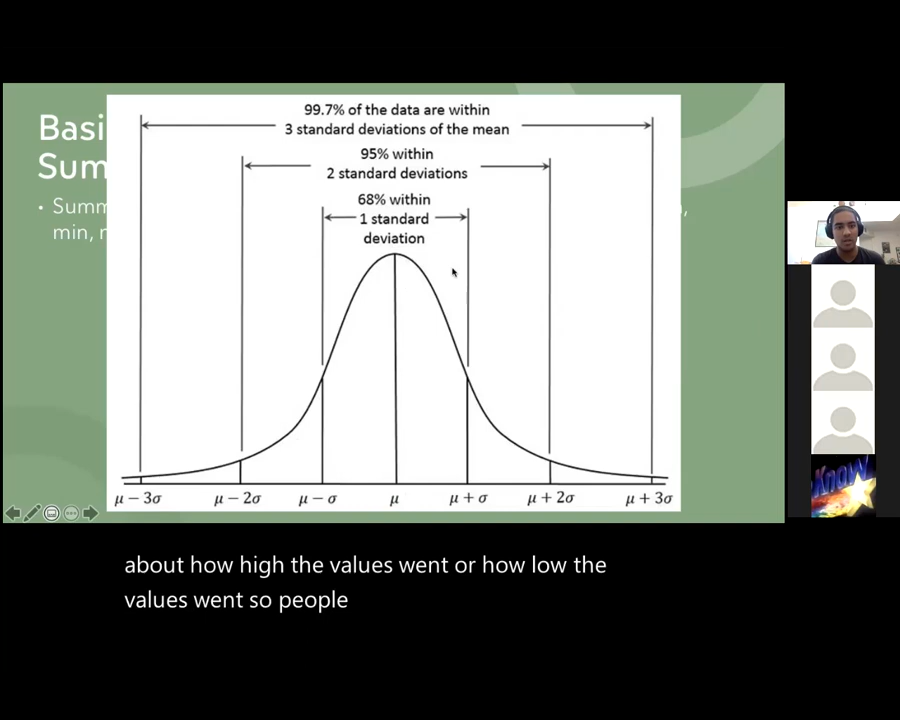 99.7% of the data are within
3 standard deviations of the mean
Basi
95% within
Sum
2 standard deviations
• Summ
68% within
1 standard
deviation
min,
μ − 3σ μ − 2σ μ − σ μ μ + σ μ + 2σ μ + 3σ
Know
about how high the values went or how low the
values went so people